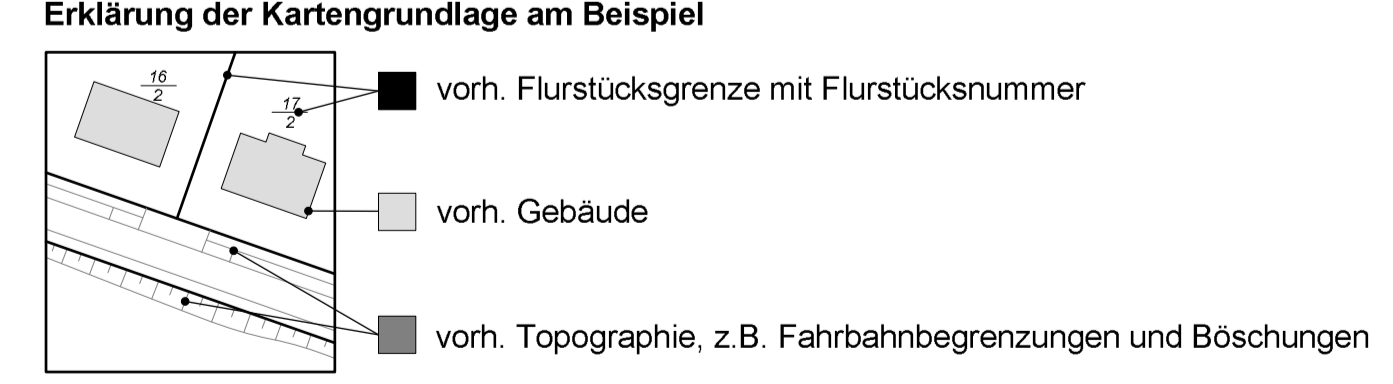 Erklärung der Kartengrundlage am Beispiel
16
2
17
2
vorh. Flurstücksgrenze mit Flurstücksnummer
vorh. Gebäude
vorh. Topographie, z.B. Fahrbahnbegrenzungen und Böschungen